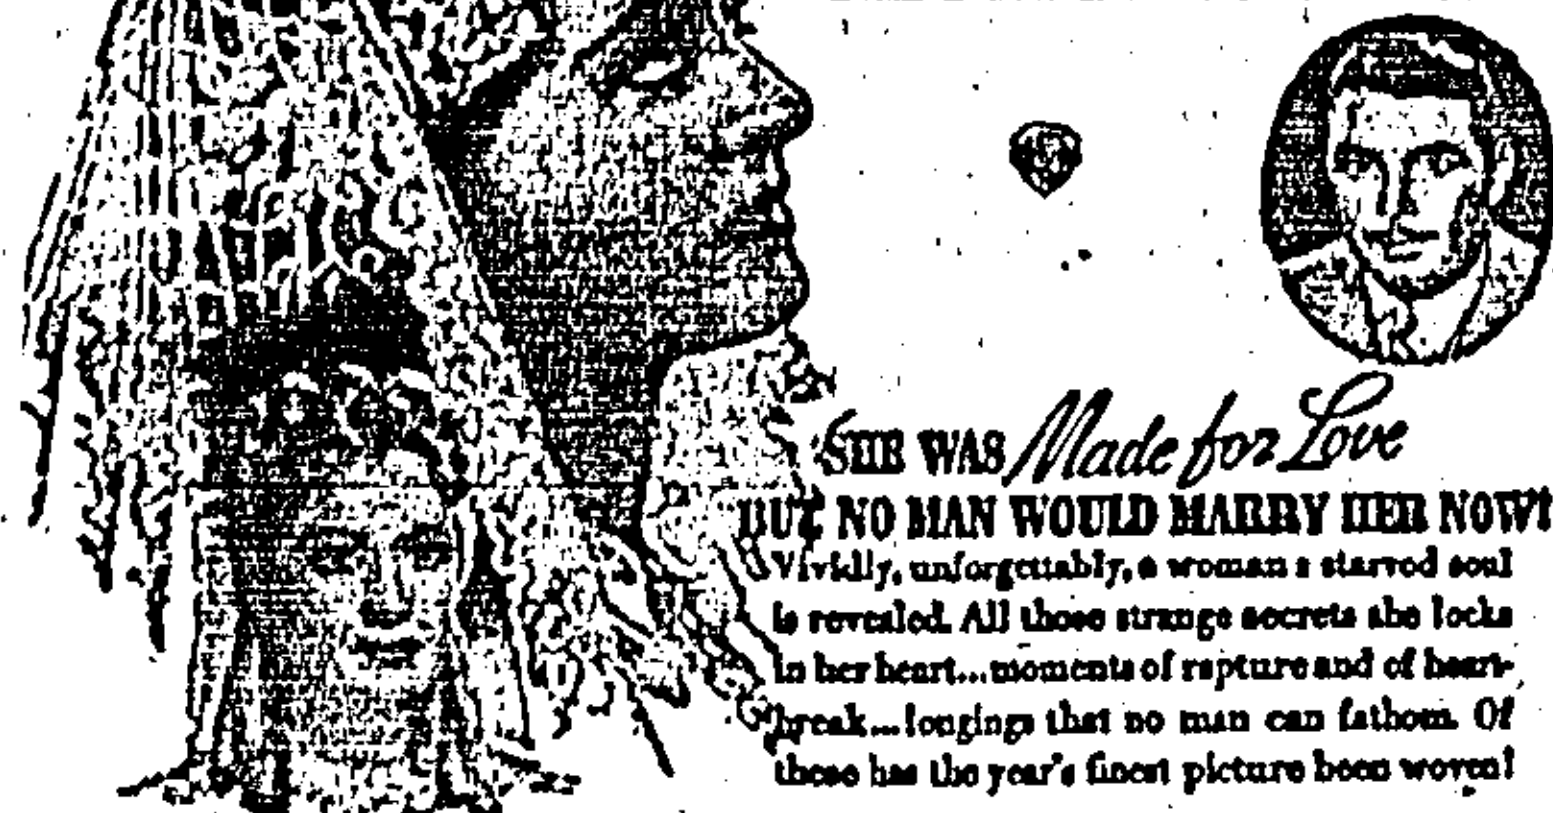 SHE WAS Made for Love
BUT NO MAN WOULD MARRY HER NOW!
Vividly, unforgettably, a woman s starved soul
is revealed. All those strange secrets she locks
in her heart...moments of rapture and of heart-
break...longings that no man can fathom. Of
these has the year's finest picture been woven!